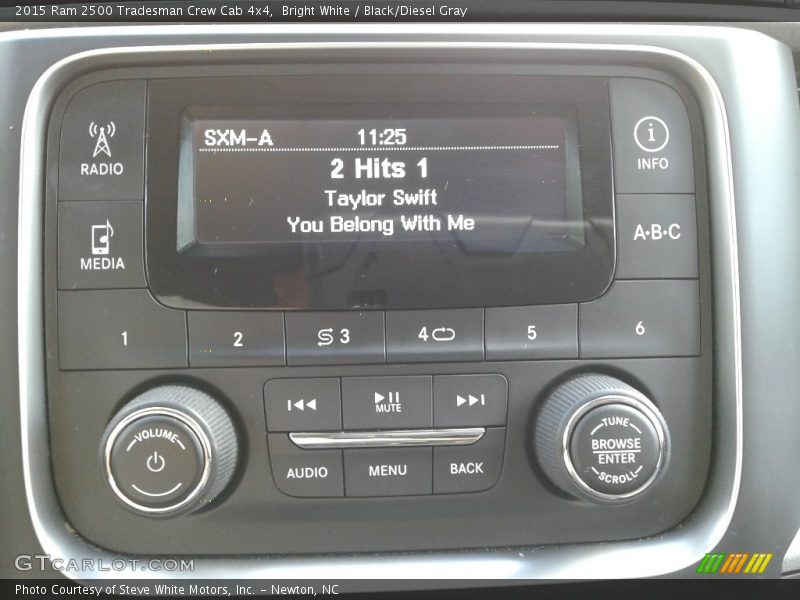 2015 Ram 2500 Tradesman Crew Cab 4x4, Bright White / Black/Diesel Gray
SXM-A 11:25
2 Hits 1
Taylor Swift
You Belong With Me
RADIO
MEDIA
i
INFO
A·B·C
1 2 3 4 5 6
MUTE
VOLUME
AUDIO MENU BACK
TUNE
BROWSE
ENTER
SCROLL
GTCARLOT.COM
Photo Courtesy of Steve White Motors, Inc. – Newton, NC